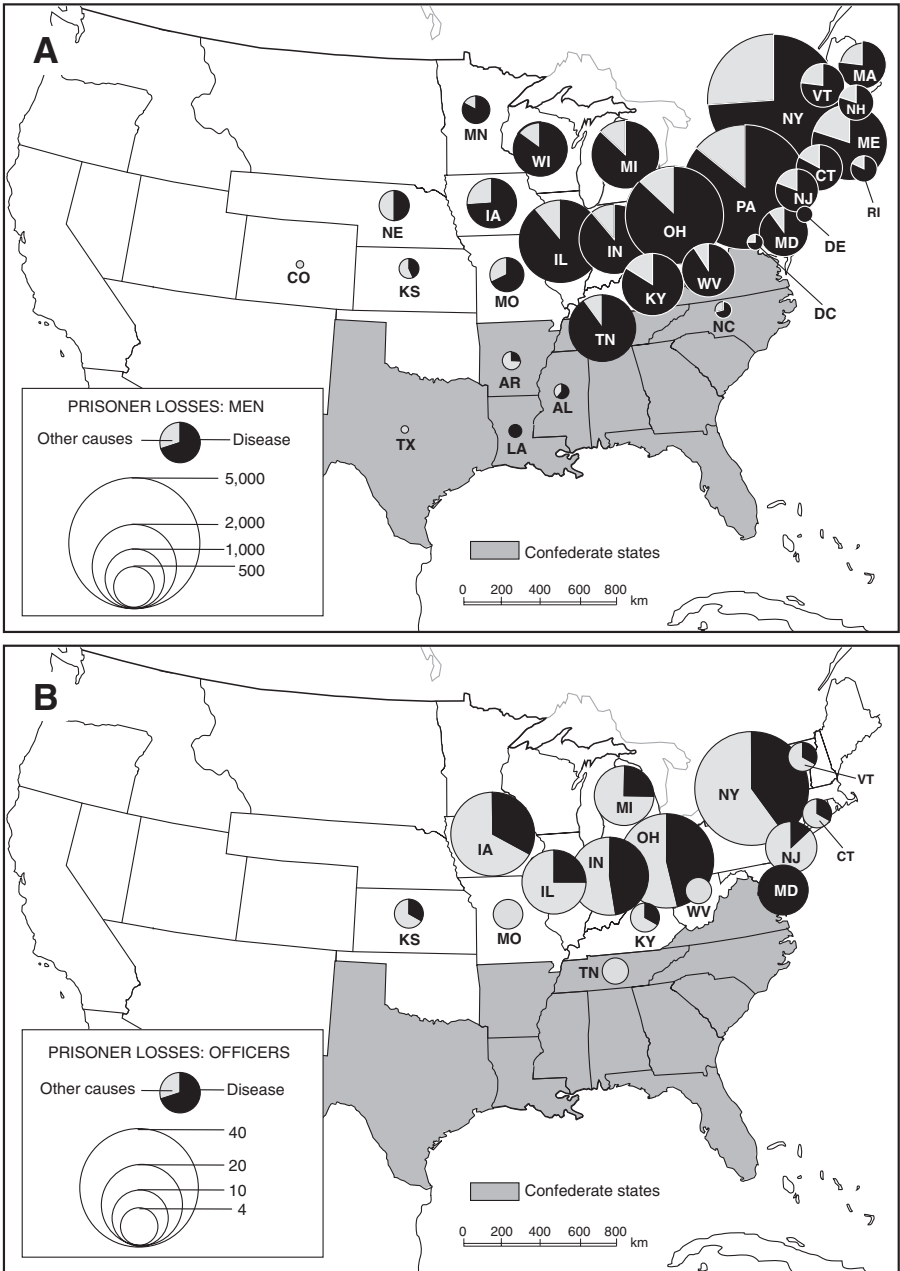 A
MN
WI
MI
NY
VT
MA
NH
ME
CT
RI
NJ
PA
DE
MD
DC
OH
IN
IL
IA
NE
CO
KS
MO
KY
WV
TN
NC
AR
AL
LA
TX
PRISONER LOSSES: MEN
Other causes
Disease
5,000
2,000
1,000
500
Confederate states
0 200 400 600 800
km
B
NY
VT
CT
NJ
MI
OH
IN
IL
IA
MD
WV
KY
KS
MO
TN
PRISONER LOSSES: OFFICERS
Other causes
Disease
40
20
10
4
Confederate states
0 200 400 600 800
km